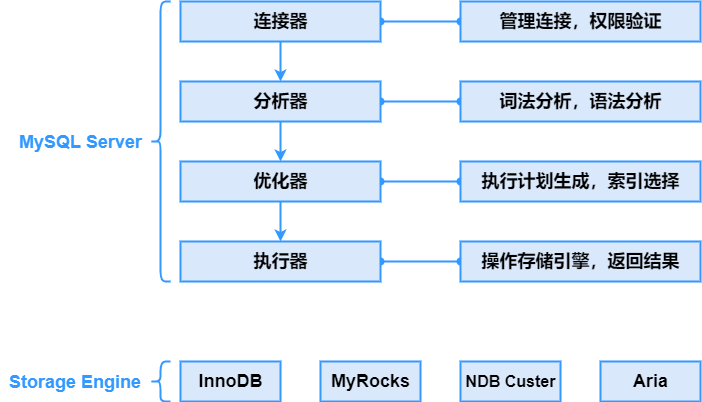 连接器
管理连接，权限验证
分析器
词法分析，语法分析
MySQL Server
优化器
执行计划生成，索引选择
执行器
操作存储引擎，返回结果
Storage Engine
InnoDB
MyRocks
NDB Custer
Aria